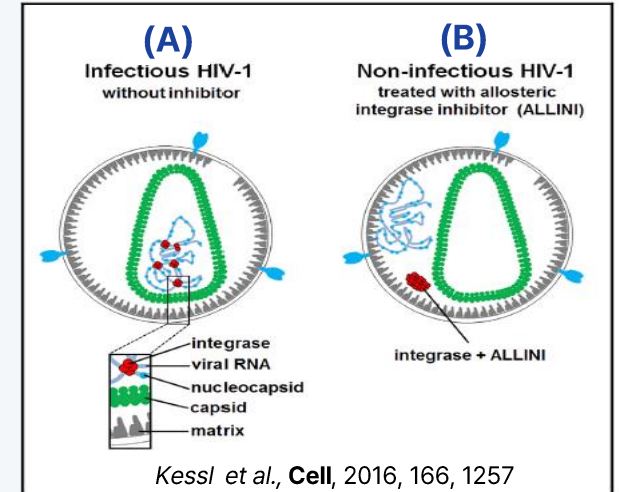 (A)
Infectious HIV-1
without inhibitor
(B)
Non-infectious HIV-1
treated with allosteric
integrase inhibitor (ALLINI)
integrase
viral RNA
nucleocapsid
capsid
matrix
integrase + ALLINI
Kessl et al., Cell, 2016, 166, 1257